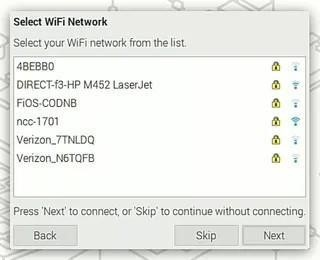 Select WiFi Network
Select your WiFi network from the list.
4BEBB0
DIRECT-f3-HP M452 LaserJet
FiOS-CODNB
ncc-1701
Verizon_7TNLDQ
Verizon_N6TQFB
Press 'Next' to connect, or 'Skip' to continue without connecting.
Back Skip Next